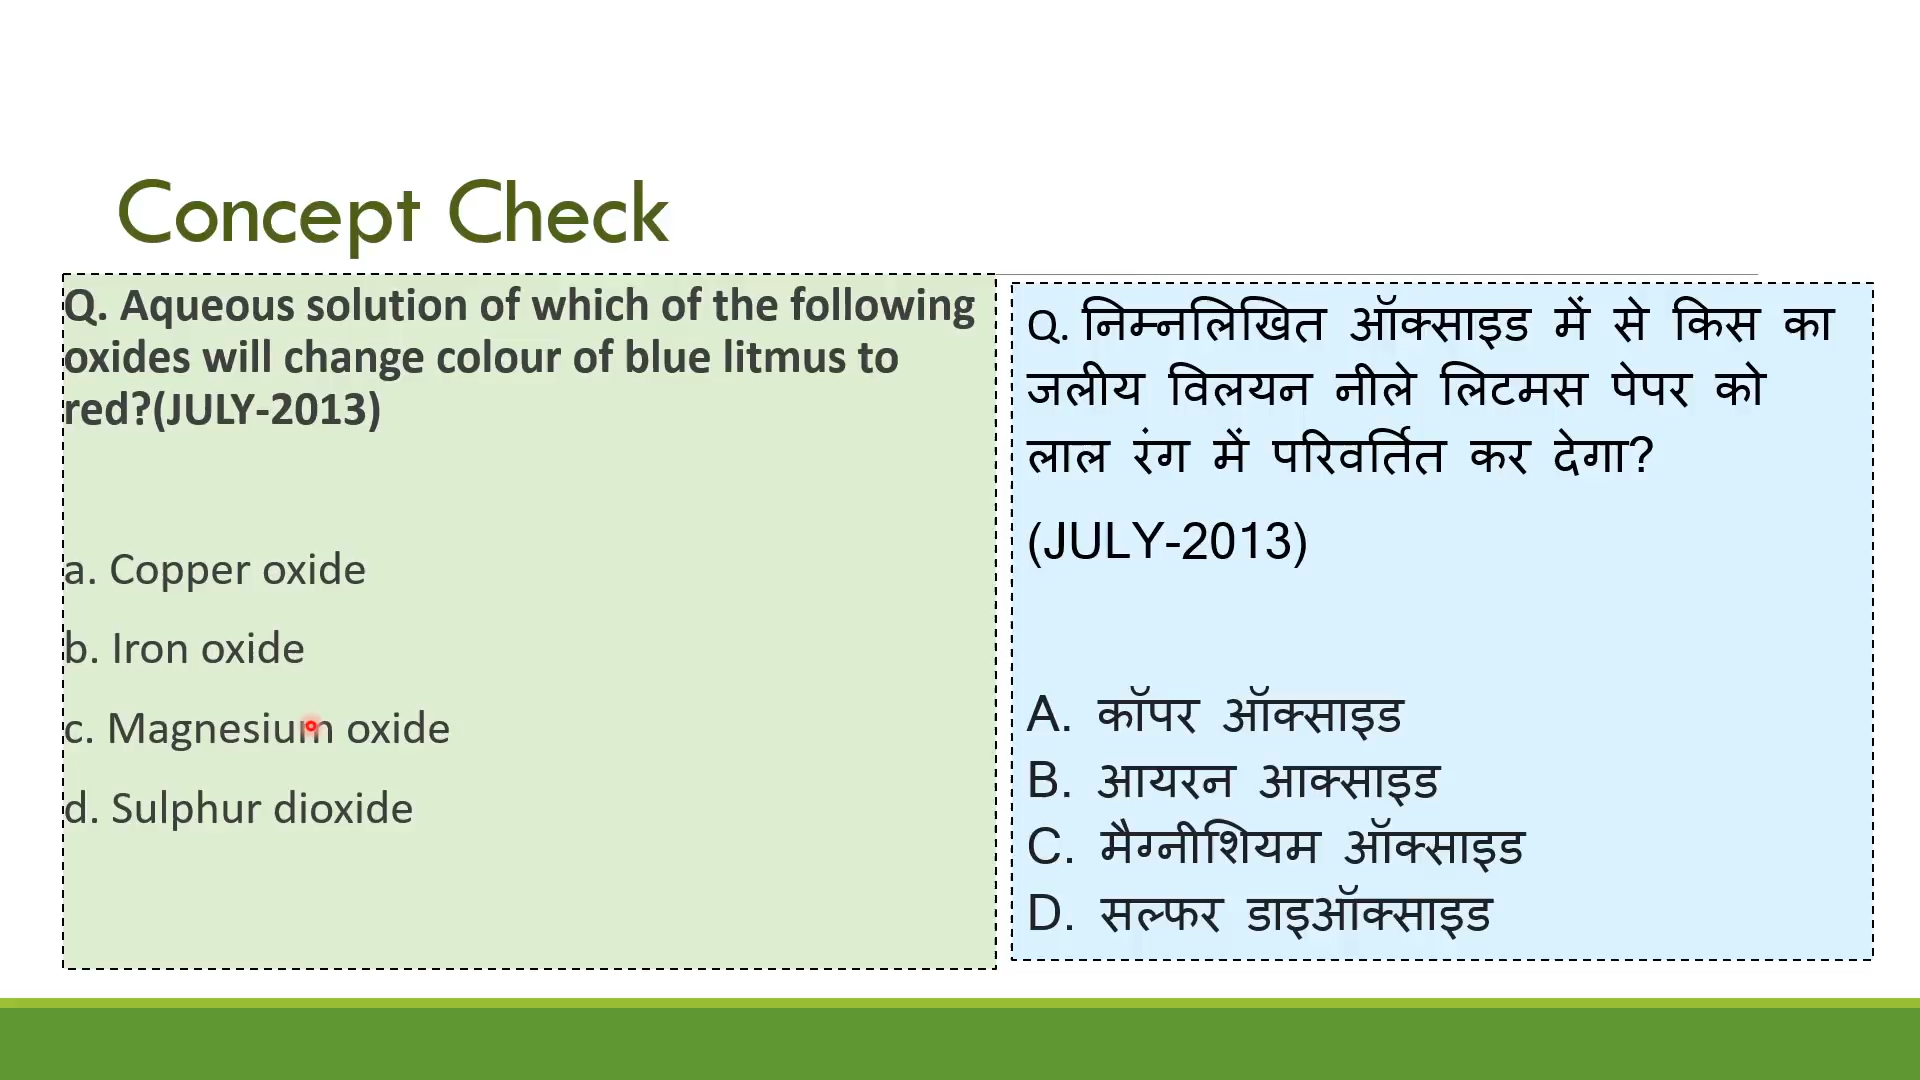 Concept Check
Q. Aqueous solution of which of the following
oxides will change colour of blue litmus to
red?(JULY-2013)
a. Copper oxide
b. Iron oxide
c. Magnesium oxide
d. Sulphur dioxide
Q. निम्नलिखित ऑक्साइड में से किस का
जलीय विलयन नीले लिटमस पेपर को
लाल रंग में परिवर्तित कर देगा?
(JULY-2013)
A. कॉपर ऑक्साइड
B. आयरन आक्साइड
C. मैग्नीशियम ऑक्साइड
D. सल्फर डाइऑक्साइड